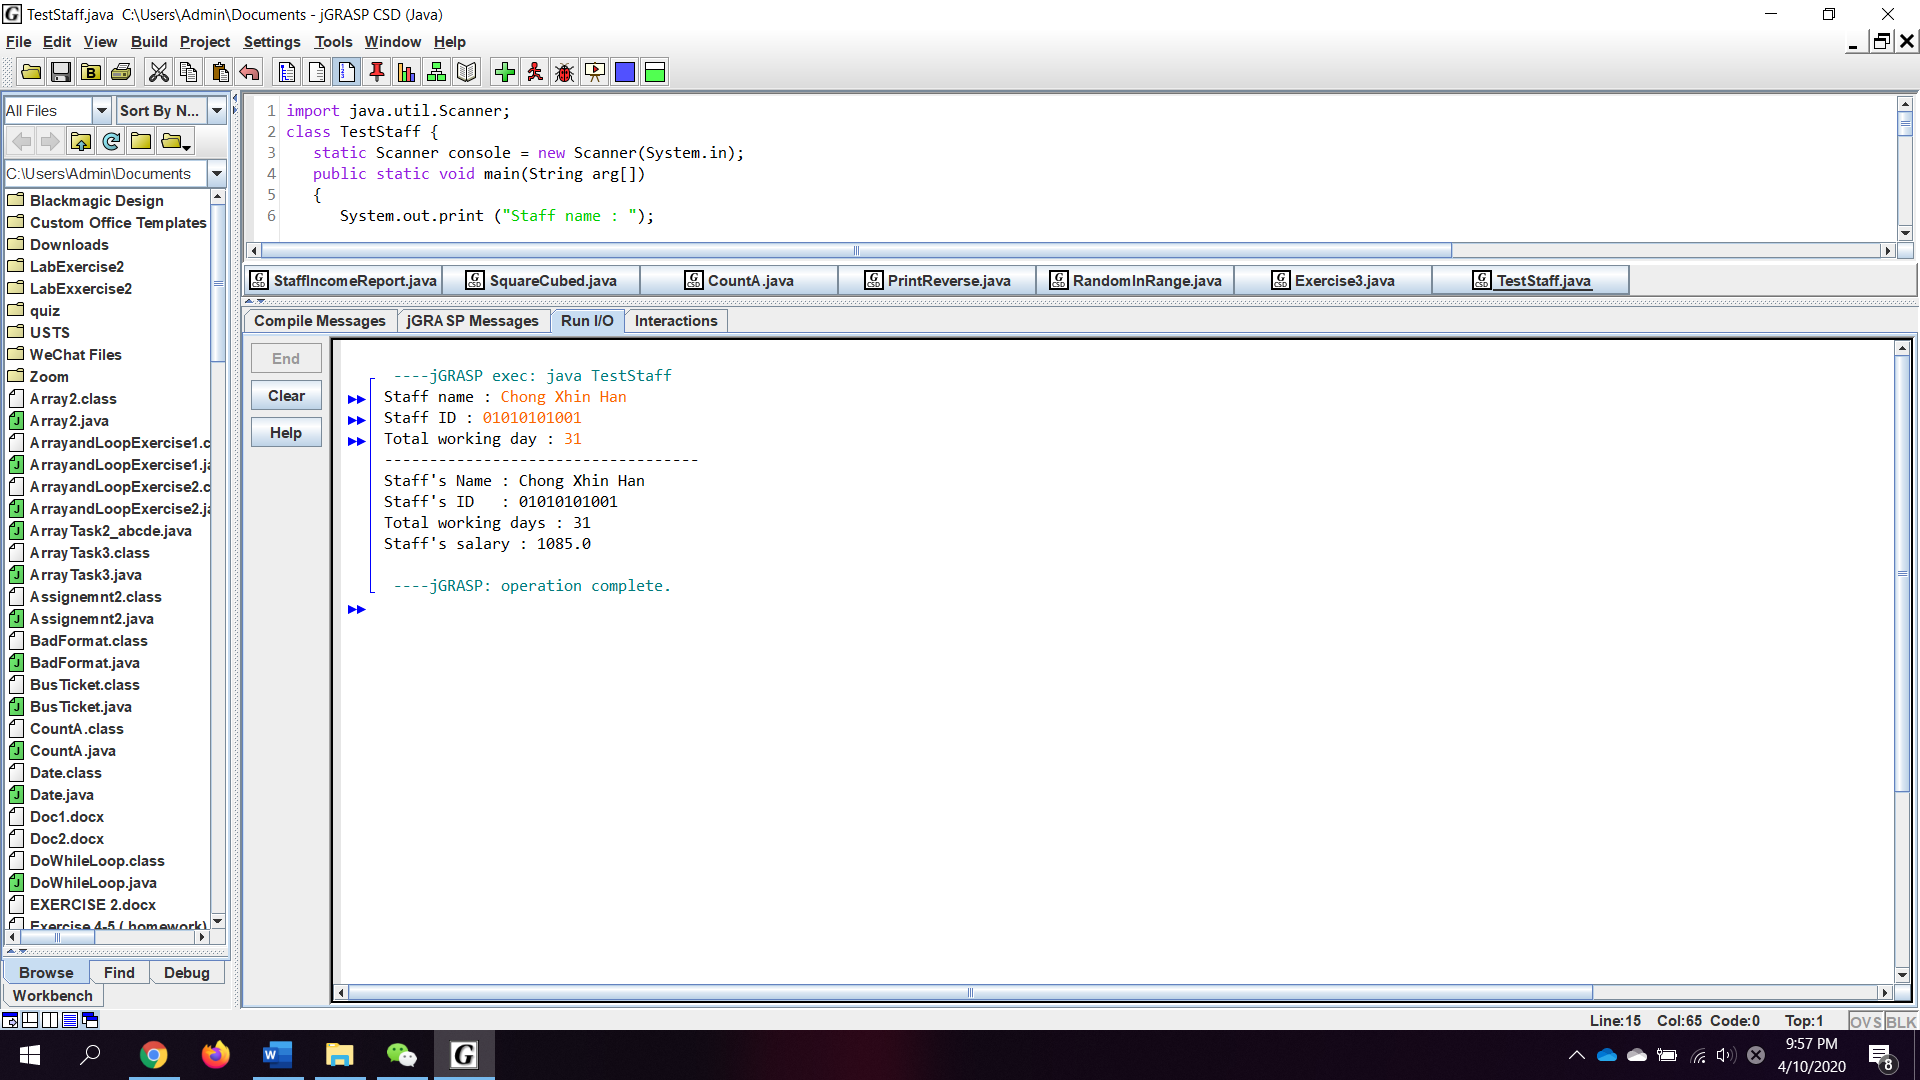 TestStaff.java  C:\Users\Admin\Documents - jGRASP CSD (Java)
File Edit View Build Project Settings Tools Window Help
All Files Sort By N...
C:\Users\Admin\Documents
Blackmagic Design
Custom Office Templates
Downloads
LabExercise2
LabExxercise2
quiz
USTS
WeChat Files
Zoom
Array2.class
Array2.java
ArrayandLoopExercise1.c
ArrayandLoopExercise1.ja
ArrayandLoopExercise2.c
ArrayandLoopExercise2.ja
ArrayTask2_abcde.java
ArrayTask3.class
ArrayTask3.java
Assignemnt2.class
Assignemnt2.java
BadFormat.class
BadFormat.java
BusTicket.class
BusTicket.java
CountA.class
CountA.java
Date.class
Date.java
Doc1.docx
Doc2.docx
DoWhileLoop.class
DoWhileLoop.java
EXERCISE 2.docx
Exercise 4-5 ( homework)
Browse Find Debug
Workbench
1 import java.util.Scanner;
2 class TestStaff {
3 static Scanner console = new Scanner(System.in);
4 public static void main(String arg[])
5 {
6 System.out.print ("Staff name : ");
StaffIncomeReport.java SquareCubed.java CountA.java PrintReverse.java RandomInRange.java Exercise3.java TestStaff.java
Compile Messages jGRASP Messages Run I/O Interactions
End
Clear
Help
----jGRASP exec: java TestStaff
Staff name : Chong Xhin Han
Staff ID : 01010101001
Total working day : 31
-----------------------------------
Staff's Name : Chong Xhin Han
Staff's ID   : 01010101001
Total working days : 31
Staff's salary : 1085.0
----jGRASP: operation complete.
Line:15 Col:65 Code:0 Top:1 OVS BLK
9:57 PM
4/10/2020
8